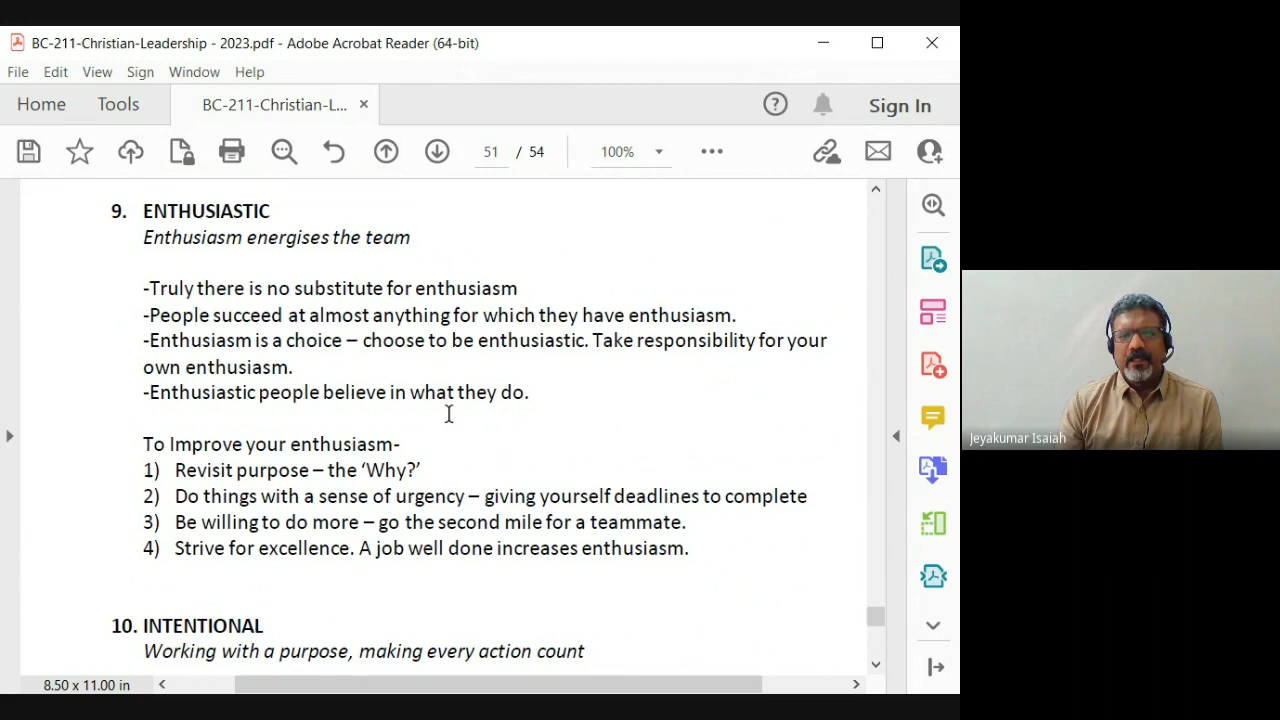 BC-211-Christian-Leadership - 2023.pdf - Adobe Acrobat Reader (64-bit)
File Edit View Sign Window Help
Home Tools BC-211-Christian-L... × Sign In
51 / 54 100%
9. ENTHUSIASTIC
Enthusiasm energises the team
-Truly there is no substitute for enthusiasm
-People succeed at almost anything for which they have enthusiasm.
-Enthusiasm is a choice – choose to be enthusiastic. Take responsibility for your
own enthusiasm.
-Enthusiastic people believe in what they do.
To Improve your enthusiasm-
1) Revisit purpose – the ‘Why?’
2) Do things with a sense of urgency – giving yourself deadlines to complete
3) Be willing to do more – go the second mile for a teammate.
4) Strive for excellence. A job well done increases enthusiasm.
10. INTENTIONAL
Working with a purpose, making every action count
8.50 x 11.00 in
Jeyakumar Isaiah